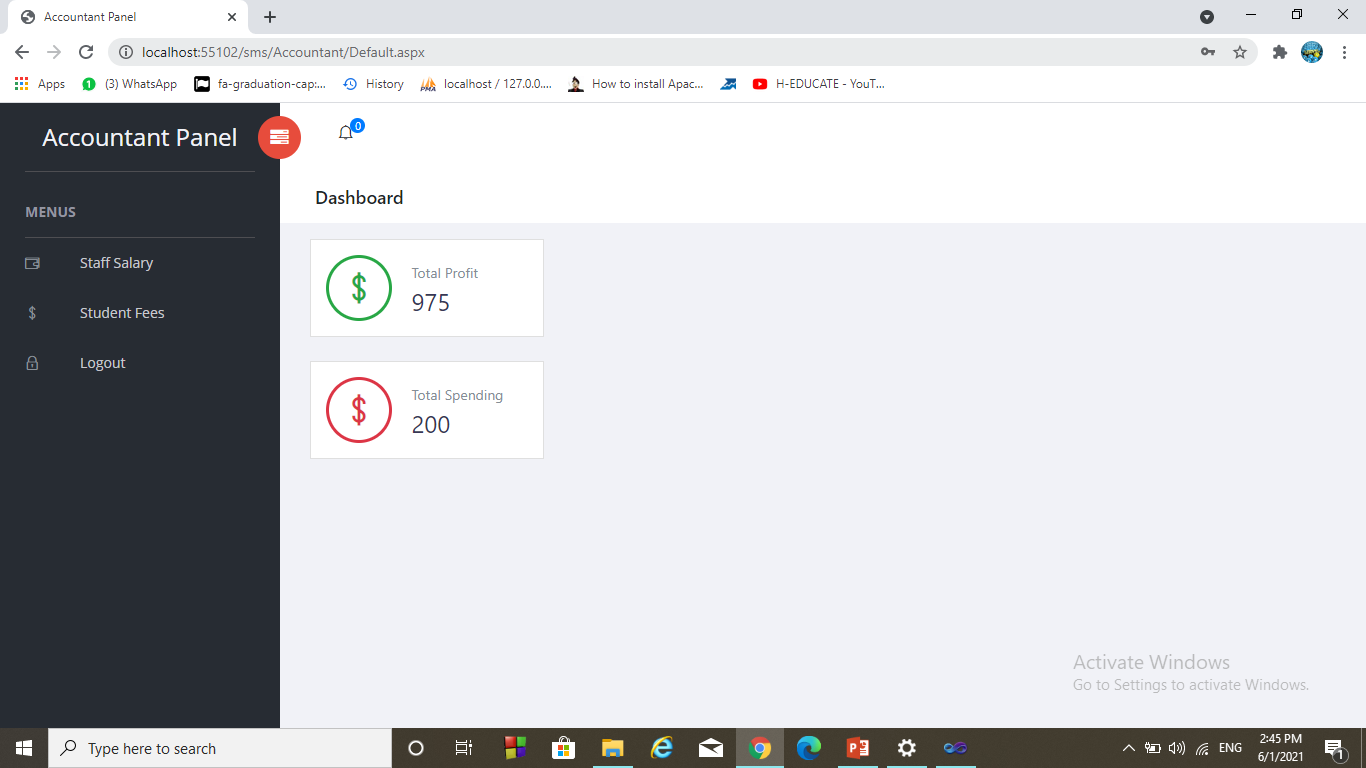 Accountant Panel
localhost:55102/sms/Accountant/Default.aspx
Apps
1
(3) WhatsApp
fa-graduation-cap:...
History
PMA
localhost / 127.0.0....
How to install Apac...
H-EDUCATE - YouT...
Accountant Panel
0
Dashboard
MENUS
Staff Salary
$
Student Fees
Logout
$
Total Profit
975
$
Total Spending
200
Activate Windows
Go to Settings to activate Windows.
Type here to search
ENG
2:45 PM
6/1/2021
1